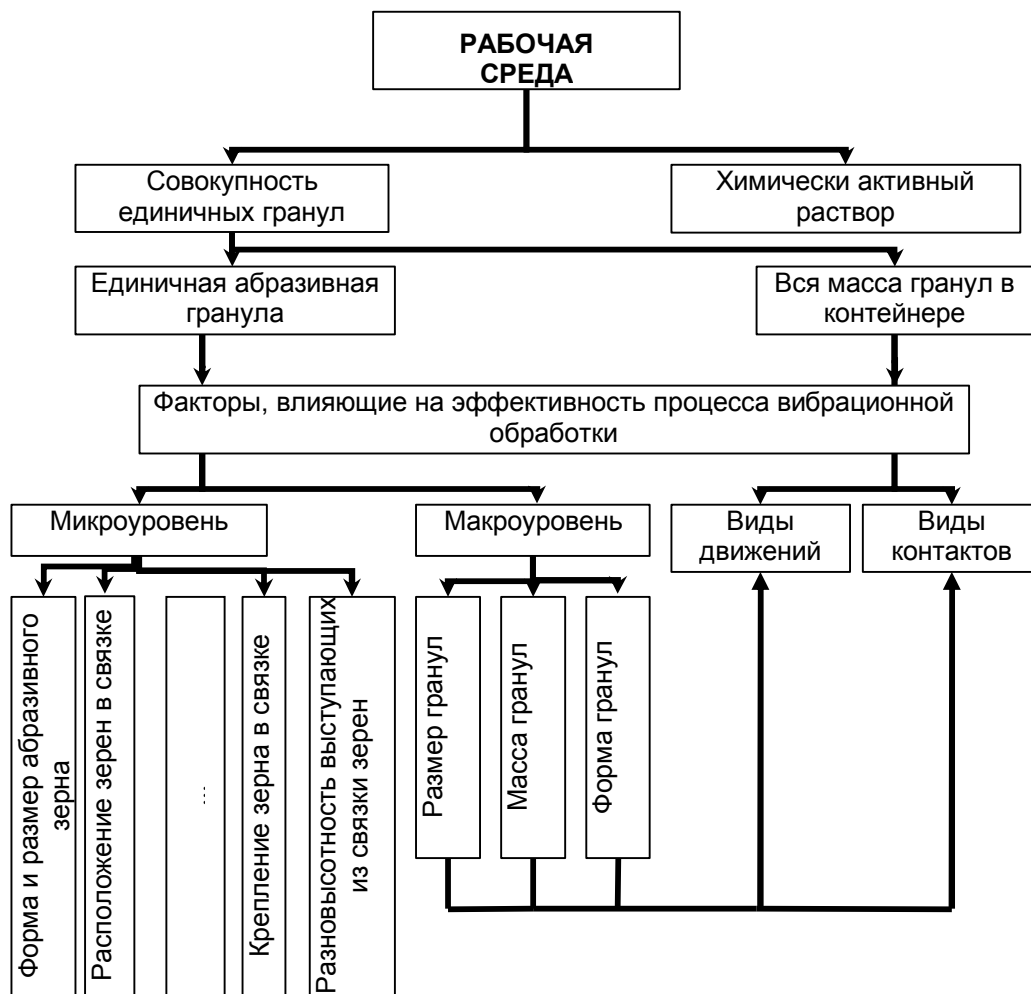 РАБОЧАЯ
СРЕДА
Совокупность
единичных гранул
Химически активный
раствор
Единичная абразивная
гранула
Вся масса гранул в
контейнере
Факторы, влияющие на эффективность процесса вибрационной
обработки
Микроуровень
Макроуровень
Виды
движений
Виды
контактов
Форма и размер абразивного
зерна
Расположение зерен в связке
...
Крепление зерна в связке
Разновысотность выступающих
из связки зерен
Размер гранул
Масса гранул
Форма гранул